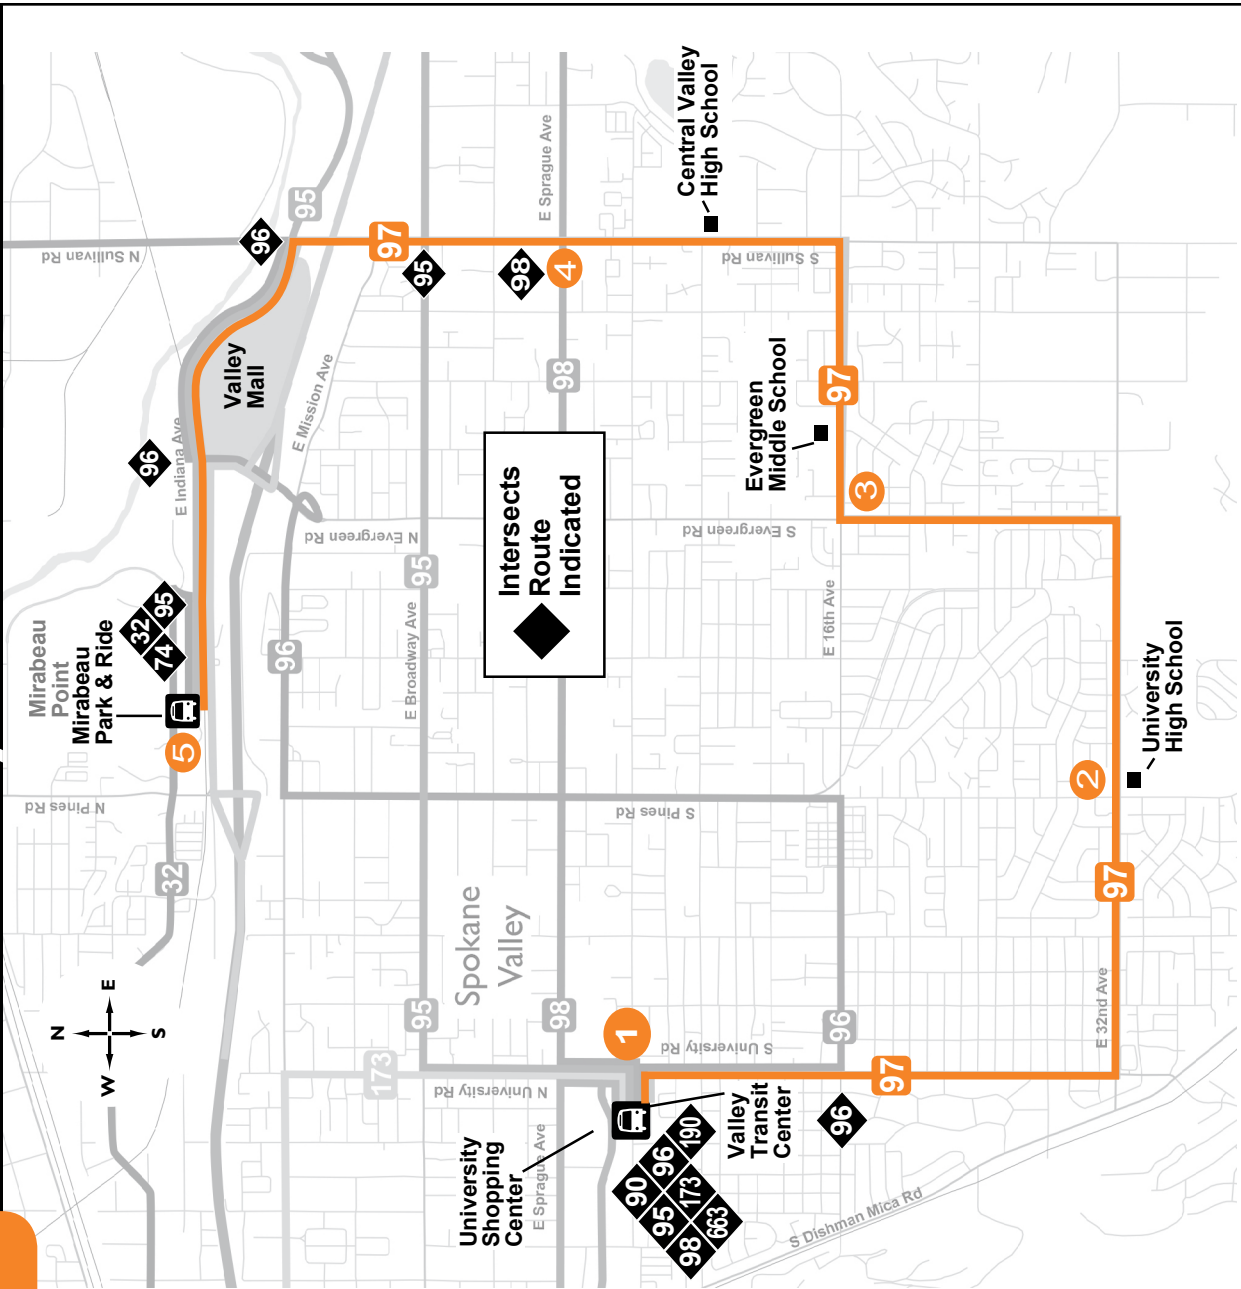 Mirabeau
Point
Mirabeau
Park & Ride
32
74
95
5
N Pines Rd
32
N
W
E
S
96
E Indiana Ave
Valley
Mall
96
95
N Sullivan Rd
97
95
98
4
E Sprague Ave
Central Valley
High School
S Sullivan Rd
E Mission Ave
N Evergreen Rd
95
98
96
E Broadway Ave
Intersects
Route
Indicated
S Evergreen Rd
Evergreen
Middle School
97
3
E 16th Ave
S Pines Rd
University
High School
2
97
E 32nd Ave
Spokane
Valley
95
98
96
1
S University Rd
N University Rd
173
97
University
Shopping
Center
E Sprague Ave
Valley
Transit
Center
90
96
190
95
173
98
663
96
S Dishman Mica Rd